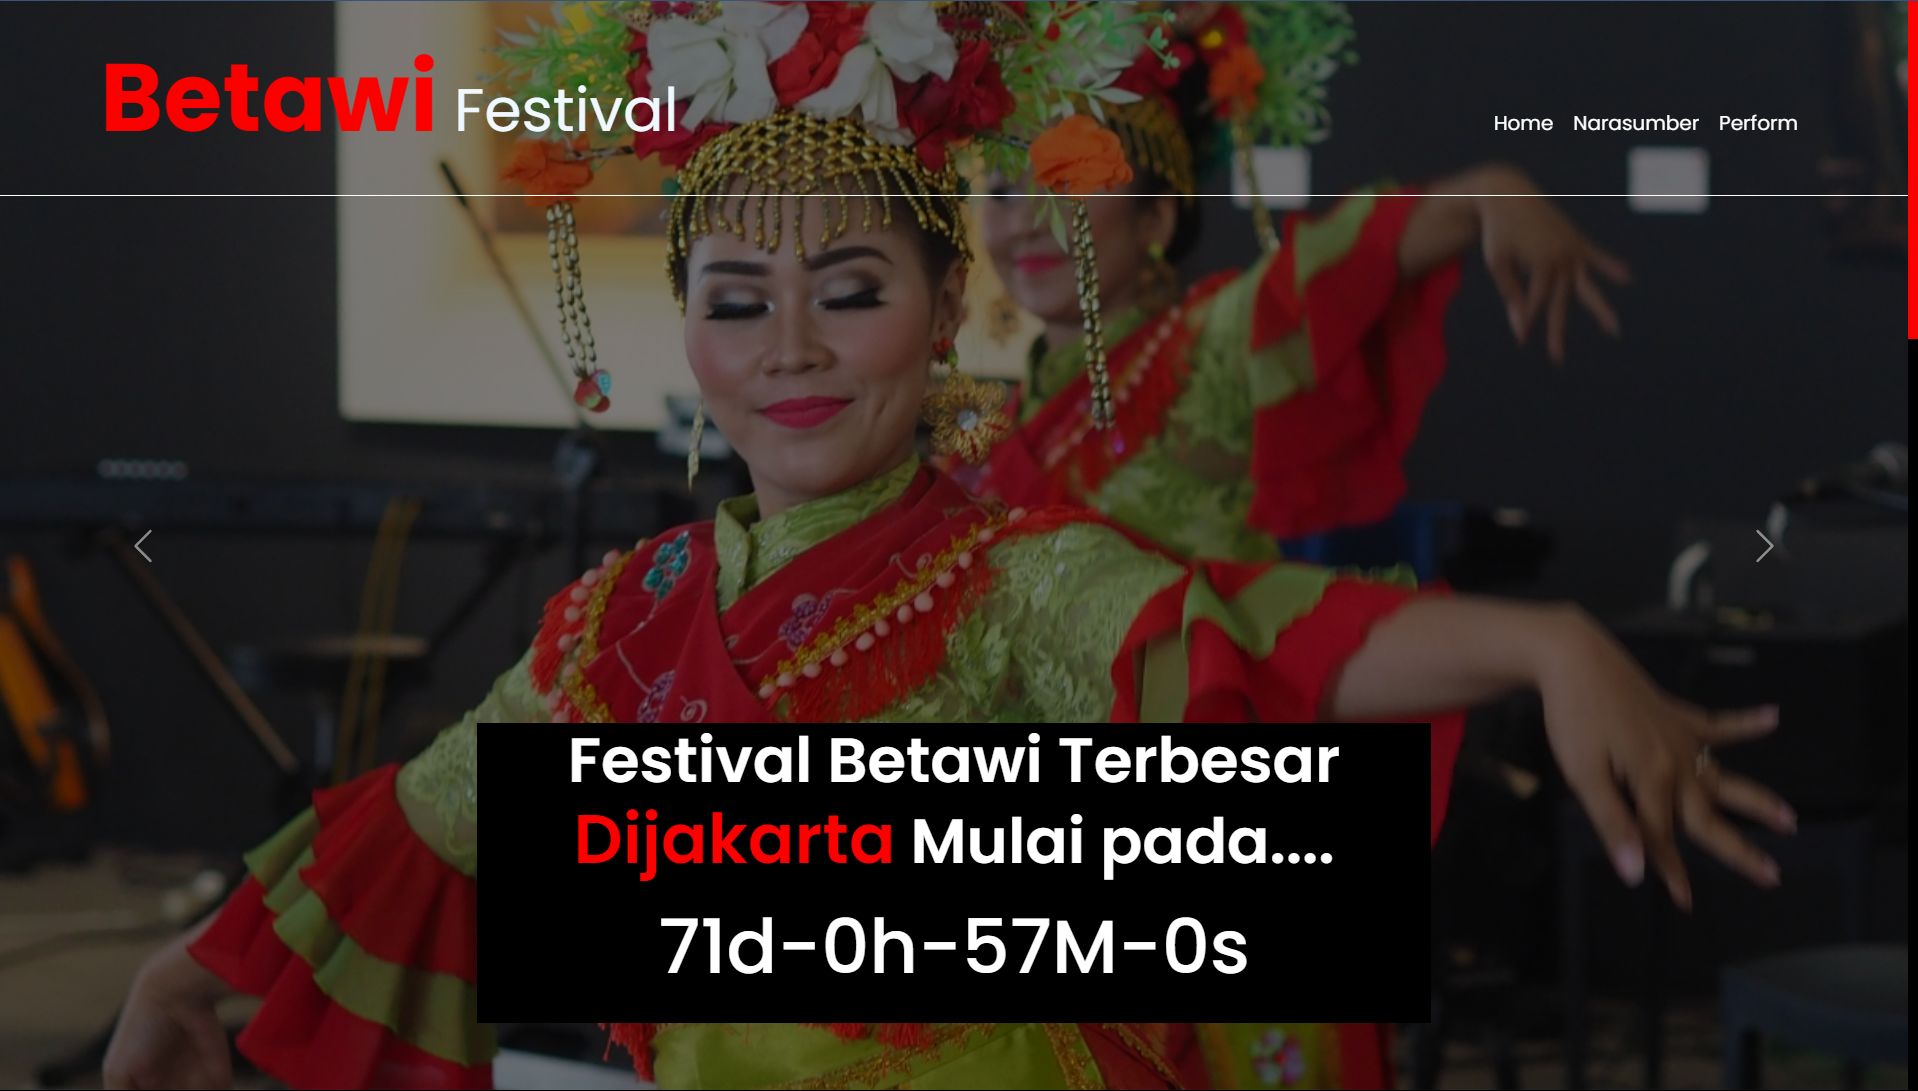 Betawi Festival
Home Narasumber Perform
Festival Betawi Terbesar
Dijakarta Mulai pada....
71d-0h-57M-0s